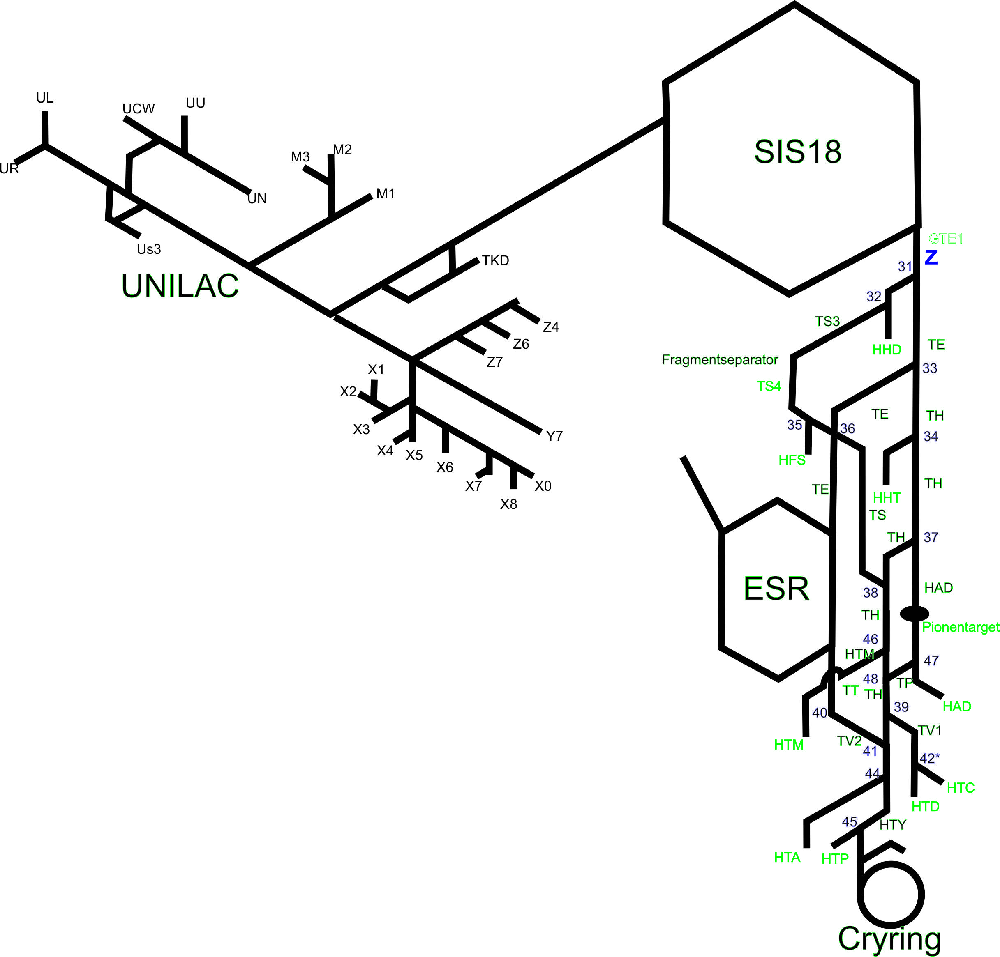 UL
UCW
UU
UR
UN
Us3
UNILAC
M3
M2
M1
TKD
Z4
Z6
Z7
X1
X2
X3
X4
X5
X6
X7
X8
X0
Y7
SIS18
GTE1
Z
31
32
TS3
HHD
TE
Fragmentseparator
TS4
33
TE
TH
35
36
34
HFS
TE
HHT
TH
TS
TH
37
ESR
38
HAD
TH
Pionentarget
46
HTM
47
48
TP
TT
TH
40
39
HAD
HTM
TV2
TV1
41
42*
44
HTC
HTD
45
HTY
HTA
HTP
Cryring